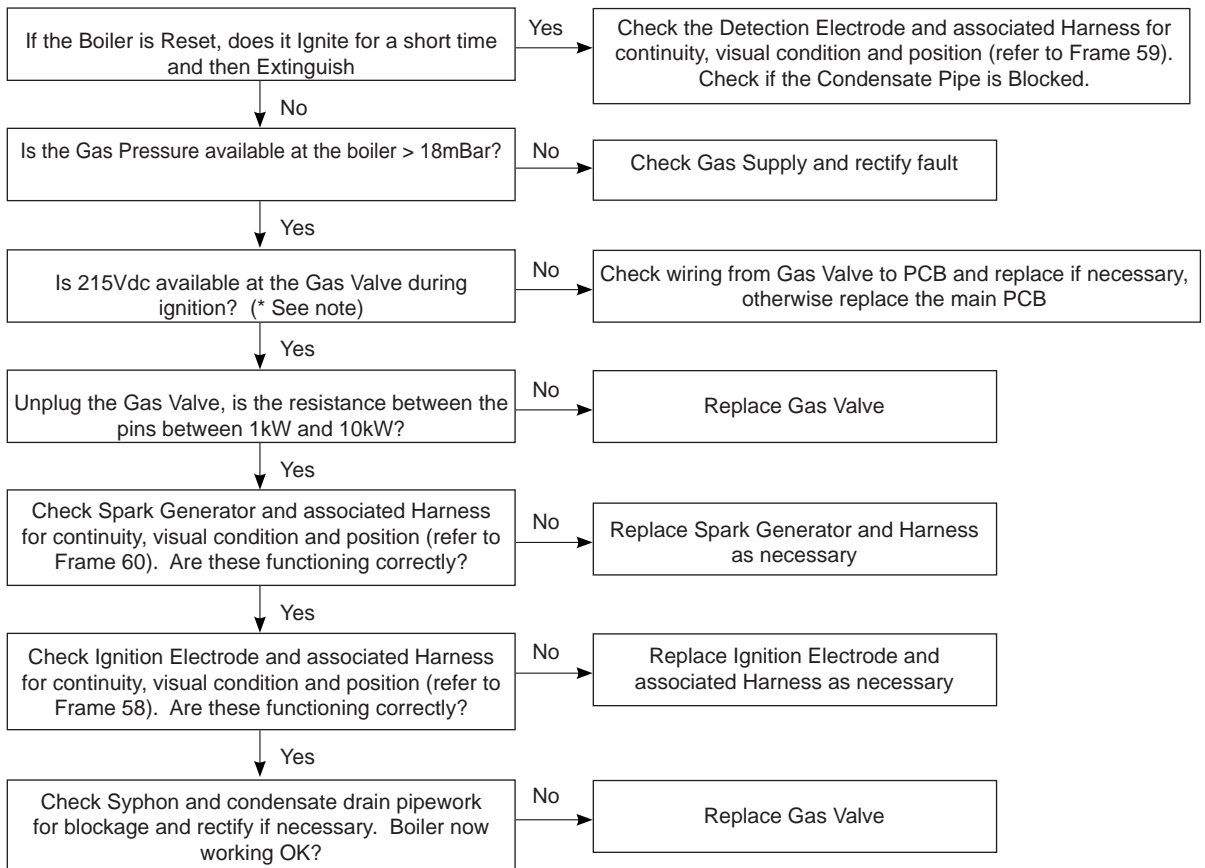 If the Boiler is Reset, does it Ignite for a short time
and then Extinguish
Yes
Check the Detection Electrode and associated Harness for
continuity, visual condition and position (refer to Frame 59).
Check if the Condensate Pipe is Blocked.
No
Is the Gas Pressure available at the boiler > 18mBar?
No
Check Gas Supply and rectify fault
Yes
Is 215Vdc available at the Gas Valve during
ignition? (* See note)
No
Check wiring from Gas Valve to PCB and replace if necessary,
otherwise replace the main PCB
Yes
Unplug the Gas Valve, is the resistance between the
pins between 1kW and 10kW?
No
Replace Gas Valve
Yes
Check Spark Generator and associated Harness
for continuity, visual condition and position (refer to
Frame 60). Are these functioning correctly?
No
Replace Spark Generator and Harness
as necessary
Yes
Check Ignition Electrode and associated Harness
for continuity, visual condition and position (refer to
Frame 58). Are these functioning correctly?
No
Replace Ignition Electrode and
associated Harness as necessary
Yes
Check Syphon and condensate drain pipework
for blockage and rectify if necessary. Boiler now
working OK?
No
Replace Gas Valve